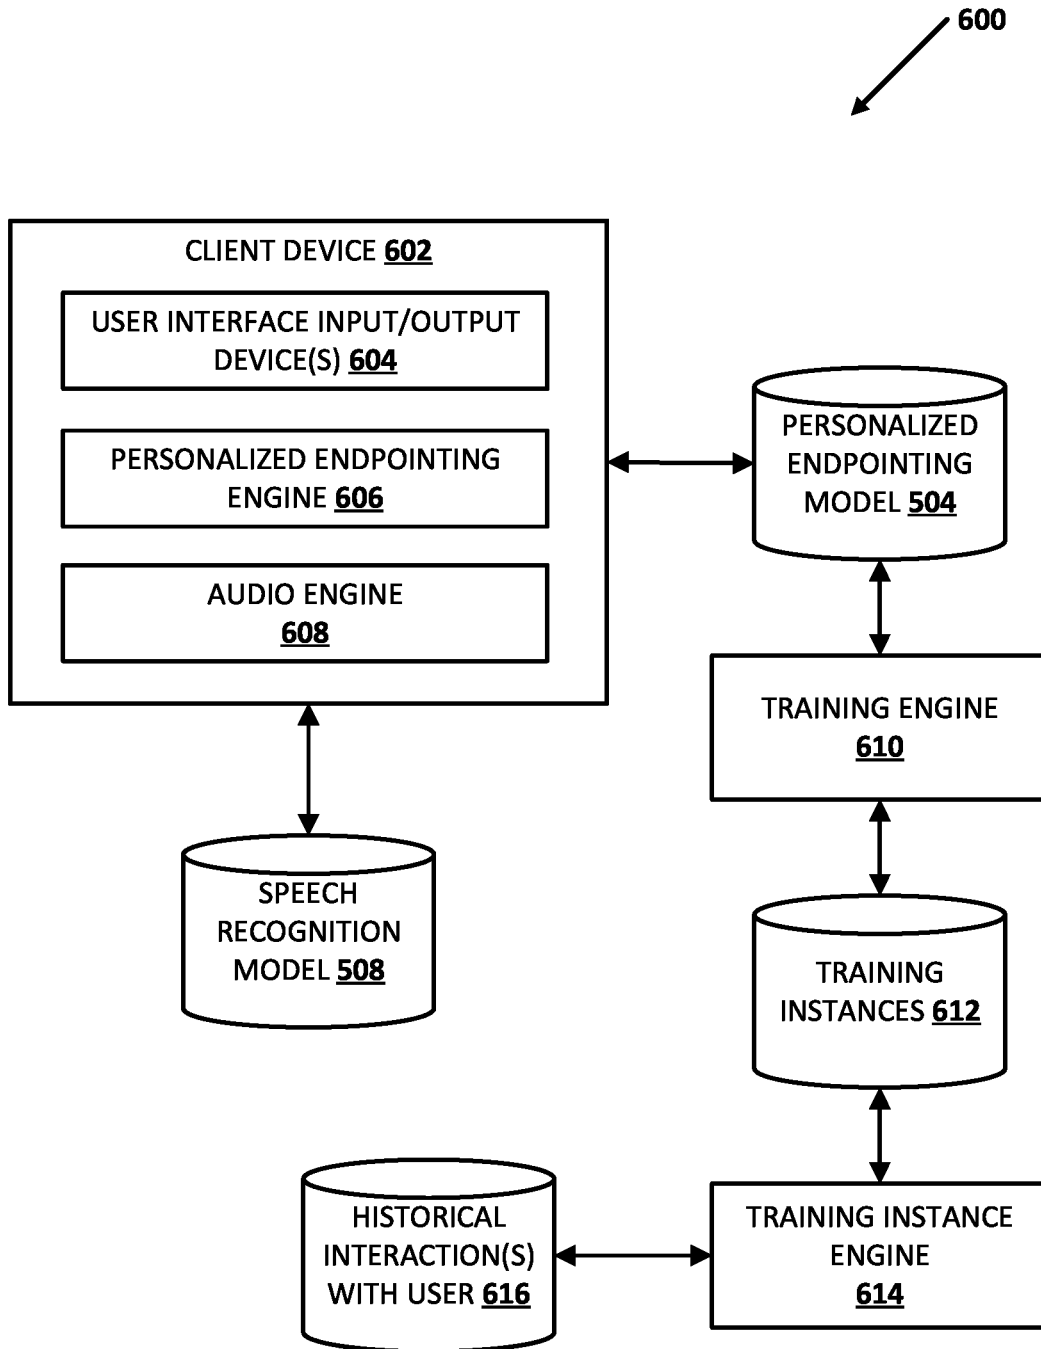 600
CLIENT DEVICE 602
USER INTERFACE INPUT/OUTPUT
DEVICE(S) 604
PERSONALIZED ENDPOINTING
ENGINE 606
AUDIO ENGINE
608
PERSONALIZED
ENDPOINTING
MODEL 504
TRAINING ENGINE
610
SPEECH
RECOGNITION
MODEL 508
TRAINING
INSTANCES 612
HISTORICAL
INTERACTION(S)
WITH USER 616
TRAINING INSTANCE
ENGINE
614